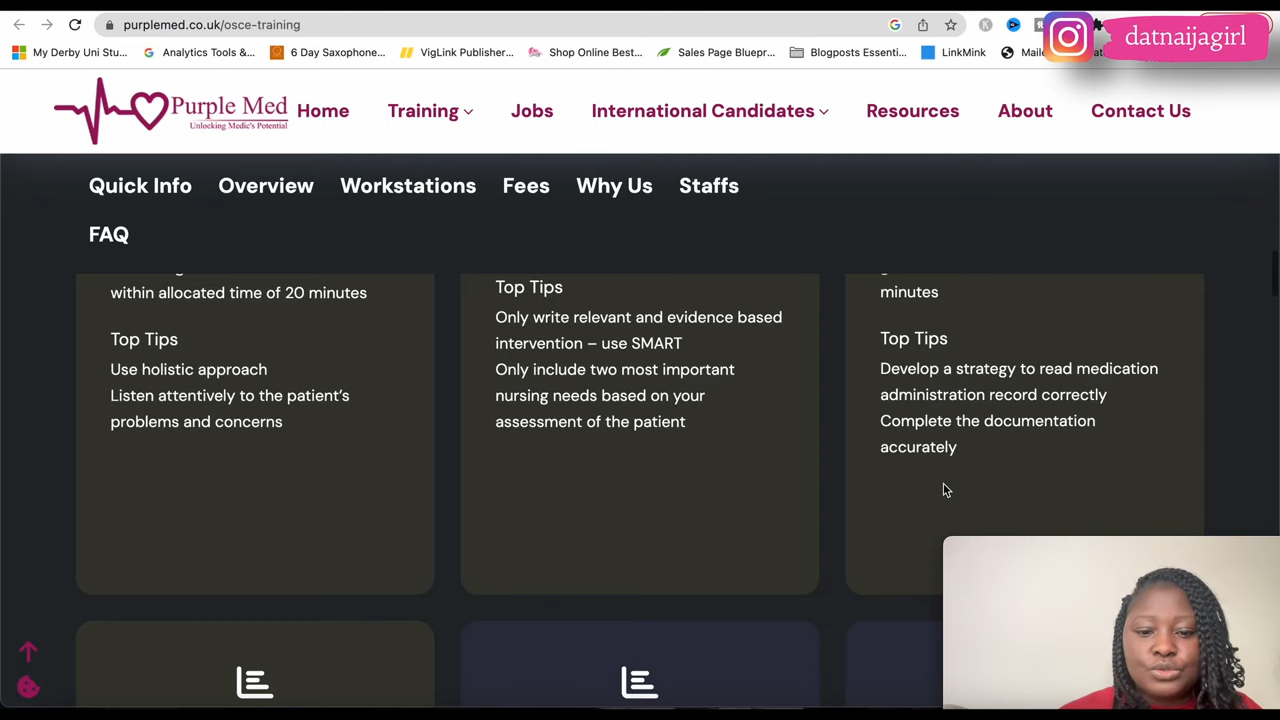 purplemed.co.uk/osce-training
datnaijagirl
My Derby Uni Stu...
Analytics Tools &...
6 Day Saxophone...
VigLink Publisher...
Shop Online Best...
Sales Page Bluepr...
Blogposts Essenti...
LinkMink
Maile
Purple Med
Unlocking Medic's Potential
Home
Training
Jobs
International Candidates
Resources
About
Contact Us
Quick Info
Overview
Workstations
Fees
Why Us
Staffs
FAQ
within allocated time of 20 minutes
Top Tips
Use holistic approach
Listen attentively to the patient's
problems and concerns
Top Tips
Only write relevant and evidence based
intervention – use SMART
Only include two most important
nursing needs based on your
assessment of the patient
minutes
Top Tips
Develop a strategy to read medication
administration record correctly
Complete the documentation
accurately